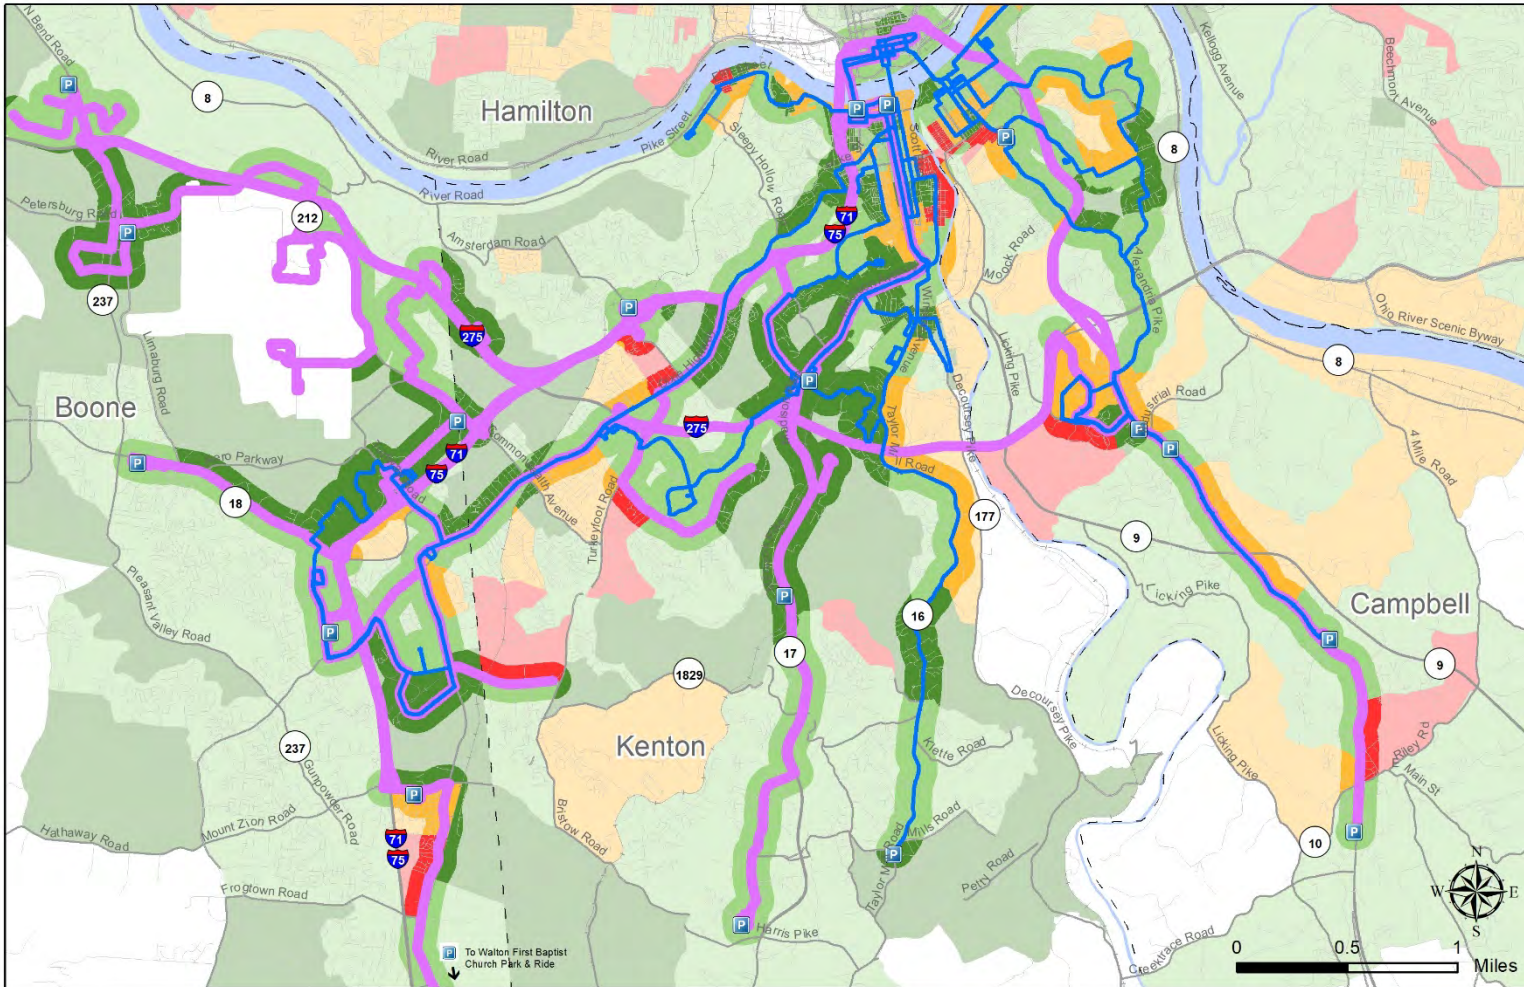 N Bend Road
8
Hamilton
River Road
River Road
Pike Street
Sleepy Hollow Road
Scott
Kellogg Avenue
Beechmont Avenue
8
Petersburg Road
212
Amsterdam Road
71
75
Moock Road
Alexandria Pike
237
Limaburg Road
275
Licking Pike
Ohio River Scenic Byway
8
Boone
Avenue
Decoursey Pike
Industrial Road
4 Mile Road
275
71
75
Commonwealth Avenue
18
Turkeyfoot Road
Taylor Mill Road
177
9
Licking Pike
Pleasant Valley Road
16
Campbell
17
9
1829
Decoursey Pike
Riley Rd
Main St
237
Gunpowder Road
Kenton
Klette Road
Licking Pike
Mount Zion Road
Hathaway Road
Bristow Road
Mills Road
71
75
10
Taylor Mill Road
Petty Road
Frogtown Road
Harris Pike
Creektrace Road
N
W
E
S
To Walton First Baptist
Church Park & Ride
0
0.5
1
Miles